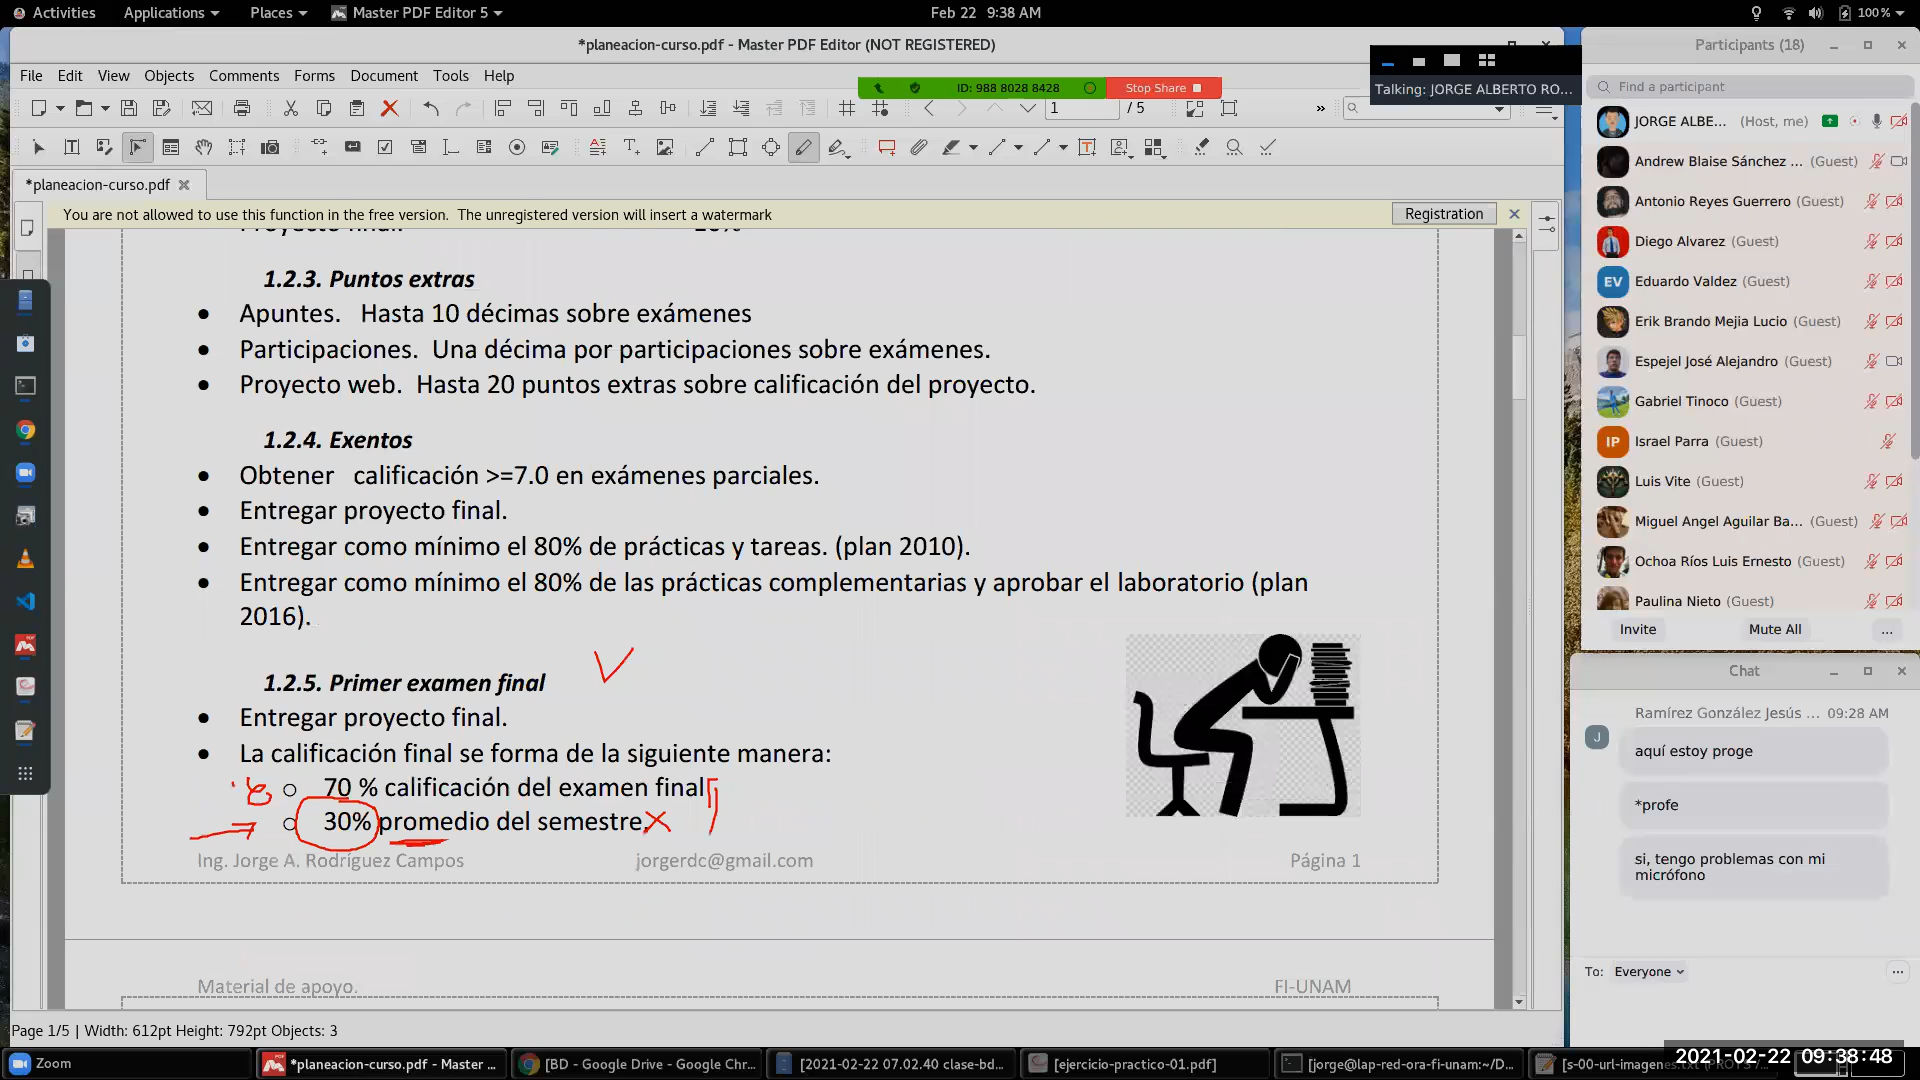 Activities Applications Places Master PDF Editor 5 Feb 22 9:38 AM 100%
*planeacion-curso.pdf - Master PDF Editor (NOT REGISTERED)
File Edit View Objects Comments Forms Document Tools Help
ID: 988 8028 8428 Stop Share
Talking: JORGE ALBERTO RO...
1 / 5
*planeacion-curso.pdf
You are not allowed to use this function in the free version. The unregistered version will insert a watermark Registration
Proyecto final.
1.2.3. Puntos extras
Apuntes. Hasta 10 décimas sobre exámenes
Participaciones. Una décima por participaciones sobre exámenes.
Proyecto web. Hasta 20 puntos extras sobre calificación del proyecto.
1.2.4. Exentos
Obtener calificación >=7.0 en exámenes parciales.
Entregar proyecto final.
Entregar como mínimo el 80% de prácticas y tareas. (plan 2010).
Entregar como mínimo el 80% de las prácticas complementarias y aprobar el laboratorio (plan
2016).
1.2.5. Primer examen final
Entregar proyecto final.
La calificación final se forma de la siguiente manera:
70 % calificación del examen final
30% promedio del semestre.
Ing. Jorge A. Rodríguez Campos jorgerdc@gmail.com Página 1
Material de apoyo. FI-UNAM
Page 1/5 | Width: 612pt Height: 792pt Objects: 3
Participants (18)
Find a participant
JORGE ALBE... (Host, me)
Andrew Blaise Sánchez ... (Guest)
Antonio Reyes Guerrero (Guest)
Diego Alvarez (Guest)
EV Eduardo Valdez (Guest)
Erik Brando Mejia Lucio (Guest)
Espejel José Alejandro (Guest)
Gabriel Tinoco (Guest)
IP Israel Parra (Guest)
Luis Vite (Guest)
Miguel Angel Aguilar Ba... (Guest)
Ochoa Ríos Luis Ernesto (Guest)
Paulina Nieto (Guest)
Invite Mute All ...
Chat
Ramírez González Jesús ... 09:28 AM
J aquí estoy proge
*profe
si, tengo problemas con mi
micrófono
To: Everyone
Zoom *planeacion-curso.pdf - Master ... [BD - Google Drive - Google Chr... [2021-02-22 07.02.40 clase-bd... [ejercicio-practico-01.pdf] [jorge@lap-red-ora-fi-unam:~/D...
2021-02-22 09:38:48